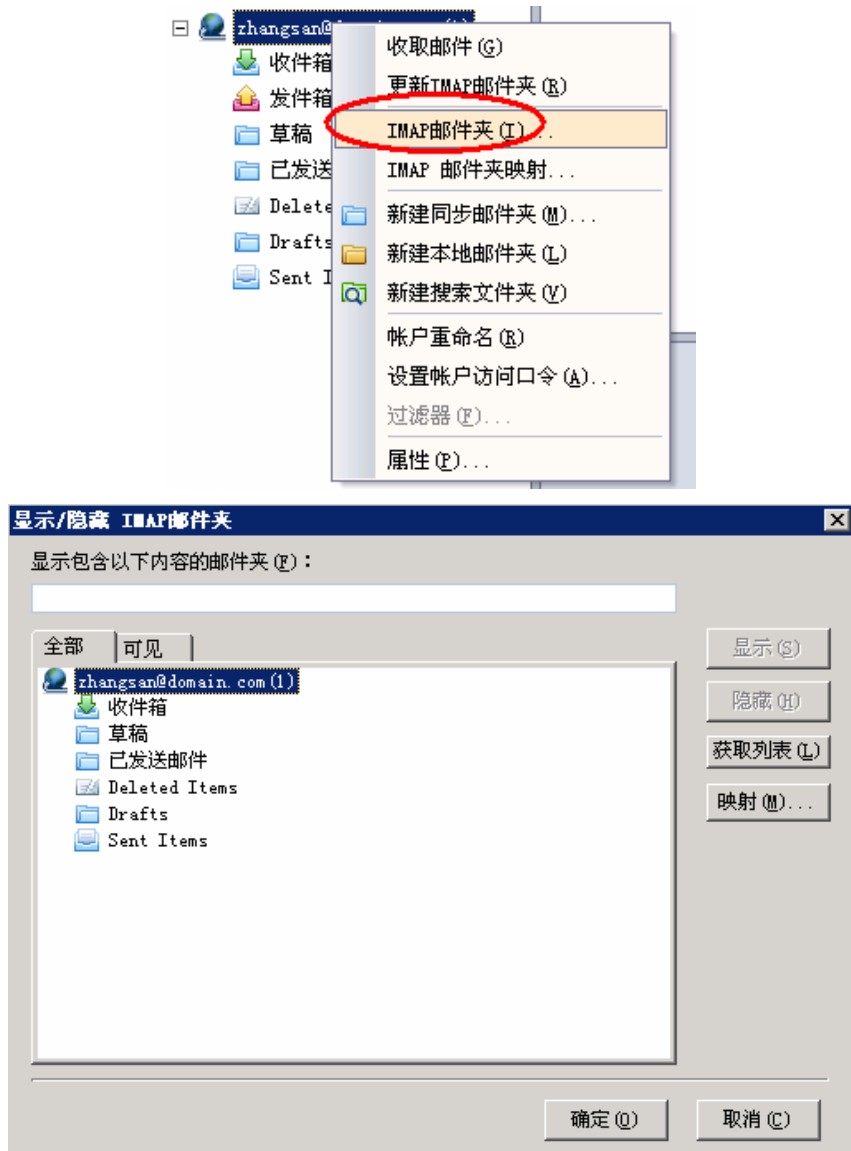 zhangsan@
收件箱
发件箱
草稿
已发送
Delete
Drafts
Sent I
收取邮件(G)
更新IMAP邮件夹(R)
IMAP邮件夹(I)...
IMAP 邮件夹映射...
新建同步邮件夹(M)...
新建本地邮件夹(L)
新建搜索文件夹(V)
帐户重命名(R)
设置帐户访问口令(A)...
过滤器(F)...
属性(P)...
显示/隐藏 IMAP邮件夹
显示包含以下内容的邮件夹(F):
全部 可见
zhangsan@domain.com(1)
收件箱
草稿
已发送邮件
Deleted Items
Drafts
Sent Items
显示(S)
隐藏(H)
获取列表(L)
映射(M)...
确定(O) 取消(C)